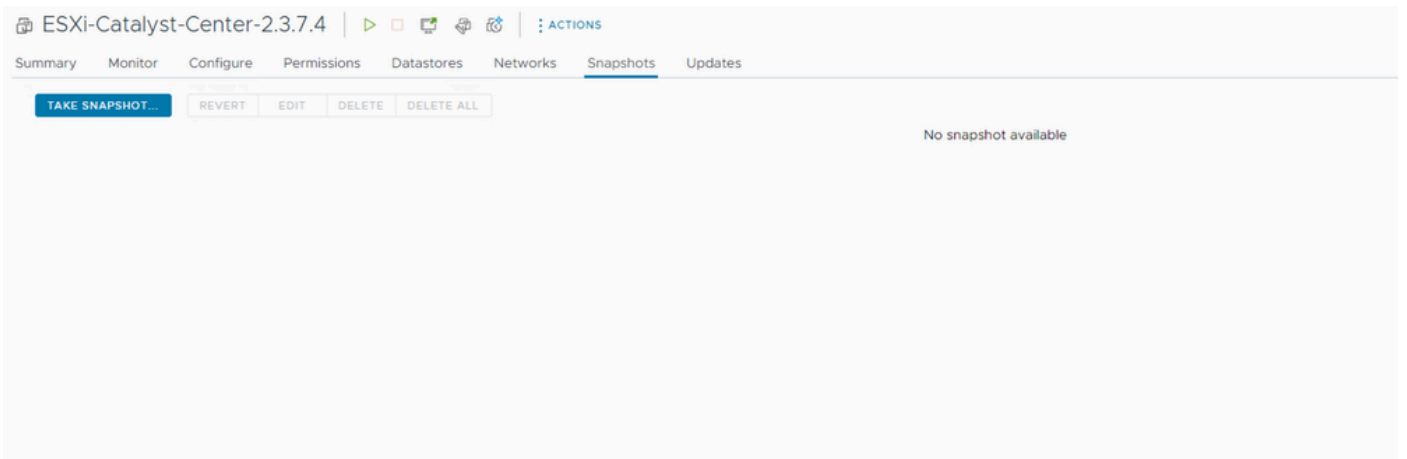 ESXi-Catalyst-Center-2.3.7.4 ACTIONS
Summary Monitor Configure Permissions Datastores Networks Snapshots Updates
TAKE SNAPSHOT... REVERT EDIT DELETE DELETE ALL
No snapshot available